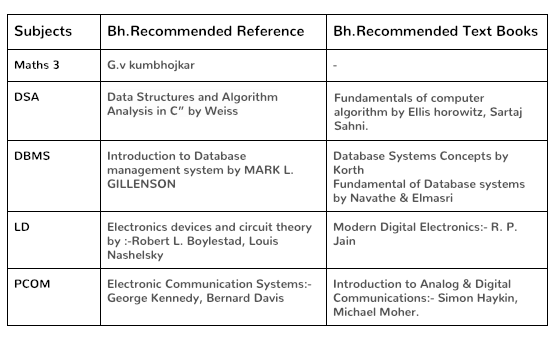 Subjects
Bh.Recommended Reference
Bh.Recommended Text Books
Maths 3
G.v kumbhojkar
-
DSA
Data Structures and Algorithm
Analysis in C” by Weiss
Fundamentals of computer
algorithm by Ellis horowitz, Sartaj
Sahni.
DBMS
Introduction to Database
management system by MARK L.
GILLENSON
Database Systems Concepts by
Korth
Fundamental of Database systems
by Navathe & Elmasri
LD
Electronics devices and circuit theory
by :-Robert L. Boylestad, Louis
Nashelsky
Modern Digital Electronics:- R. P.
Jain
PCOM
Electronic Communication Systems:-
George Kennedy, Bernard Davis
Introduction to Analog & Digital
Communications:- Simon Haykin,
Michael Moher.